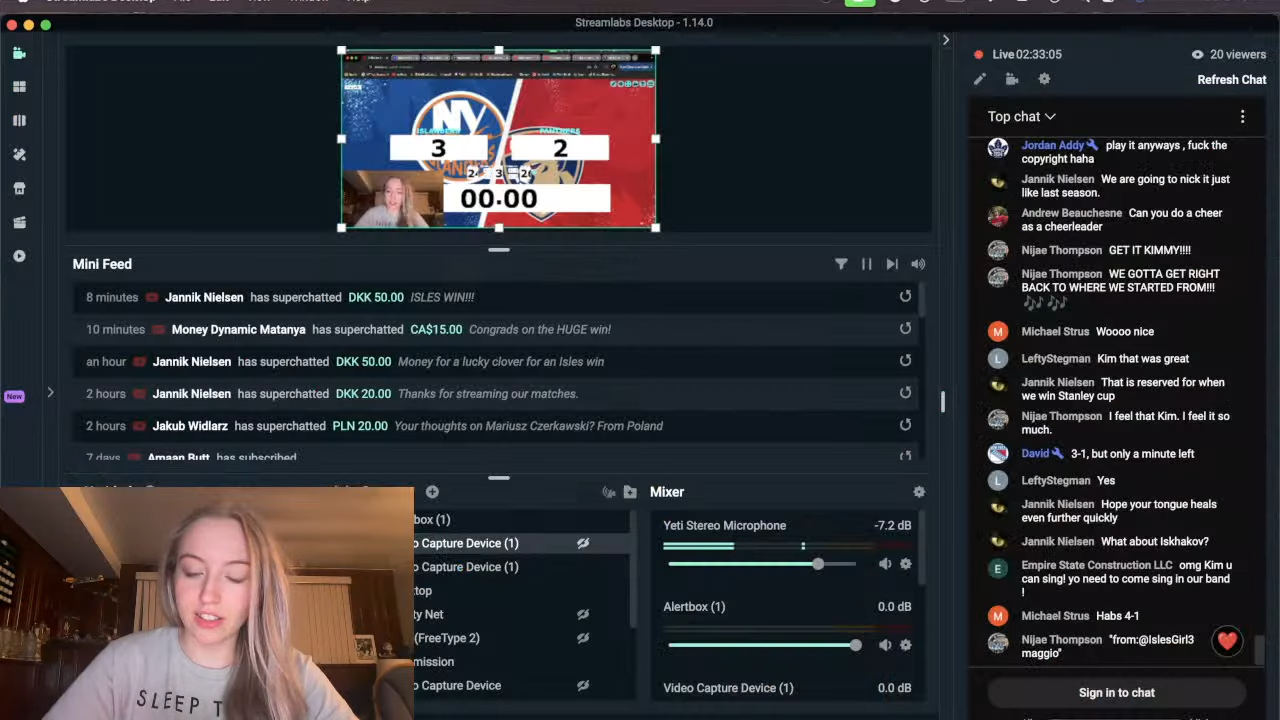 Streamlabs Desktop - 1.14.0
NY
ISLANDERS
PANTHERS
3
2
3
00:00
Mini Feed
8 minutes Jannik Nielsen has superchatted DKK 50.00 ISLES WIN!!!
10 minutes Money Dynamic Matanya has superchatted CA$15.00 Congrads on the HUGE win!
an hour Jannik Nielsen has superchatted DKK 50.00 Money for a lucky clover for an Isles win
2 hours Jannik Nielsen has superchatted DKK 20.00 Thanks for streaming our matches.
2 hours Jakub Widlarz has superchatted PLN 20.00 Your thoughts on Mariusz Czerkawski? From Poland
7 days Amaan Butt has subscribed
New
box (1)
o Capture Device (1)
o Capture Device (1)
top
ty Net
(FreeType 2)
mission
o Capture Device
SLEEP T
Mixer
Yeti Stereo Microphone -7.2 dB
Alertbox (1) 0.0 dB
Video Capture Device (1) 0.0 dB
Live 02:33:05 20 viewers
Refresh Chat
Top chat
Jordan Addy play it anyways , fuck the
copyright haha
Jannik Nielsen We are going to nick it just
like last season.
Andrew Beauchesne Can you do a cheer
as a cheerleader
Nijae Thompson GET IT KIMMY!!!!
Nijae Thompson WE GOTTA GET RIGHT
BACK TO WHERE WE STARTED FROM!!!
🎶 🎶
Michael Strus Woooo nice
LeftyStegman Kim that was great
Jannik Nielsen That is reserved for when
we win Stanley cup
Nijae Thompson I feel that Kim. I feel it so
much.
David 3-1, but only a minute left
LeftyStegman Yes
Jannik Nielsen Hope your tongue heals
even further quickly
Jannik Nielsen What about Iskhakov?
Empire State Construction LLC omg Kim u
can sing! yo need to come sing in our band
!
Michael Strus Habs 4-1
Nijae Thompson "from:@IslesGirl3
maggio"
Sign in to chat